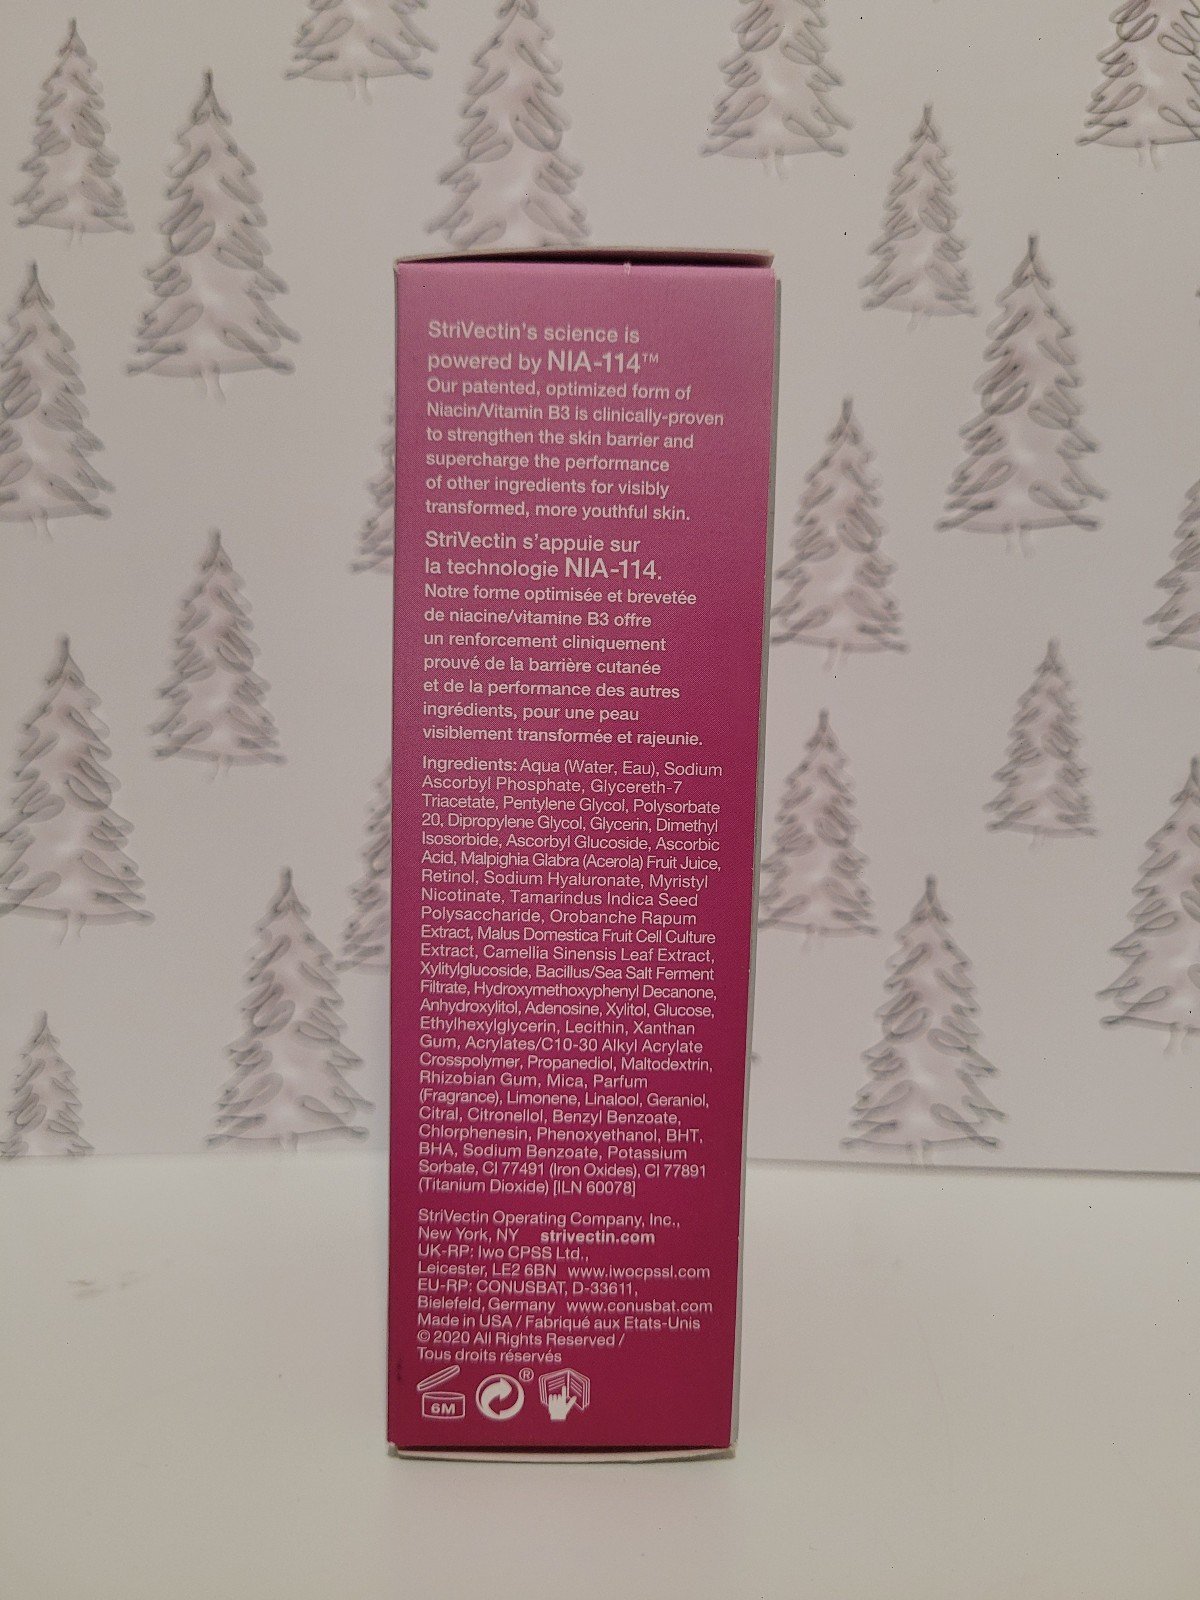 StriVectin's science is
powered by NIA-114™
Our patented, optimized form of
Niacin/Vitamin B3 is clinically-proven
to strengthen the skin barrier and
supercharge the performance
of other ingredients for visibly
transformed, more youthful skin.
StriVectin s'appuie sur
la technologie NIA-114.
Notre forme optimisée et brevetée
de niacine/vitamine B3 offre
un renforcement cliniquement
prouvé de la barrière cutanée
et de la performance des autres
ingrédients, pour une peau
visiblement transformée et rajeunie.
Ingredients: Aqua (Water, Eau), Sodium
Ascorbyl Phosphate, Glycereth-7
Triacetate, Pentylene Glycol, Polysorbate
20, Dipropylene Glycol, Glycerin, Dimethyl
Isosorbide, Ascorbyl Glucoside, Ascorbic
Acid, Malpighia Glabra (Acerola) Fruit Juice,
Retinol, Sodium Hyaluronate, Myristyl
Nicotinate, Tamarindus Indica Seed
Polysaccharide, Orobanche Rapum
Extract, Malus Domestica Fruit Cell Culture
Extract, Camellia Sinensis Leaf Extract,
Xylitylglucoside, Bacillus/Sea Salt Ferment
Filtrate, Hydroxymethoxyphenyl Decanone,
Anhydroxylitol, Adenosine, Xylitol, Glucose,
Ethylhexylglycerin, Lecithin, Xanthan
Gum, Acrylates/C10-30 Alkyl Acrylate
Crosspolymer, Propanediol, Maltodextrin,
Rhizobian Gum, Mica, Parfum
(Fragrance), Limonene, Linalool, Geraniol,
Citral, Citronellol, Benzyl Benzoate,
Chlorphenesin, Phenoxyethanol, BHT,
BHA, Sodium Benzoate, Potassium
Sorbate, CI 77491 (Iron Oxides), CI 77891
(Titanium Dioxide) [ILN 60078]
StriVectin Operating Company, Inc.,
New York, NY strivectin.com
UK-RP: Iwo CPSS Ltd.,
Leicester, LE2 6BN www.iwocpssl.com
EU-RP: CONUSBAT, D-33611,
Bielefeld, Germany www.conusbat.com
Made in USA / Fabriqué aux Etats-Unis
© 2020 All Rights Reserved /
Tous droits réservés
6M ®